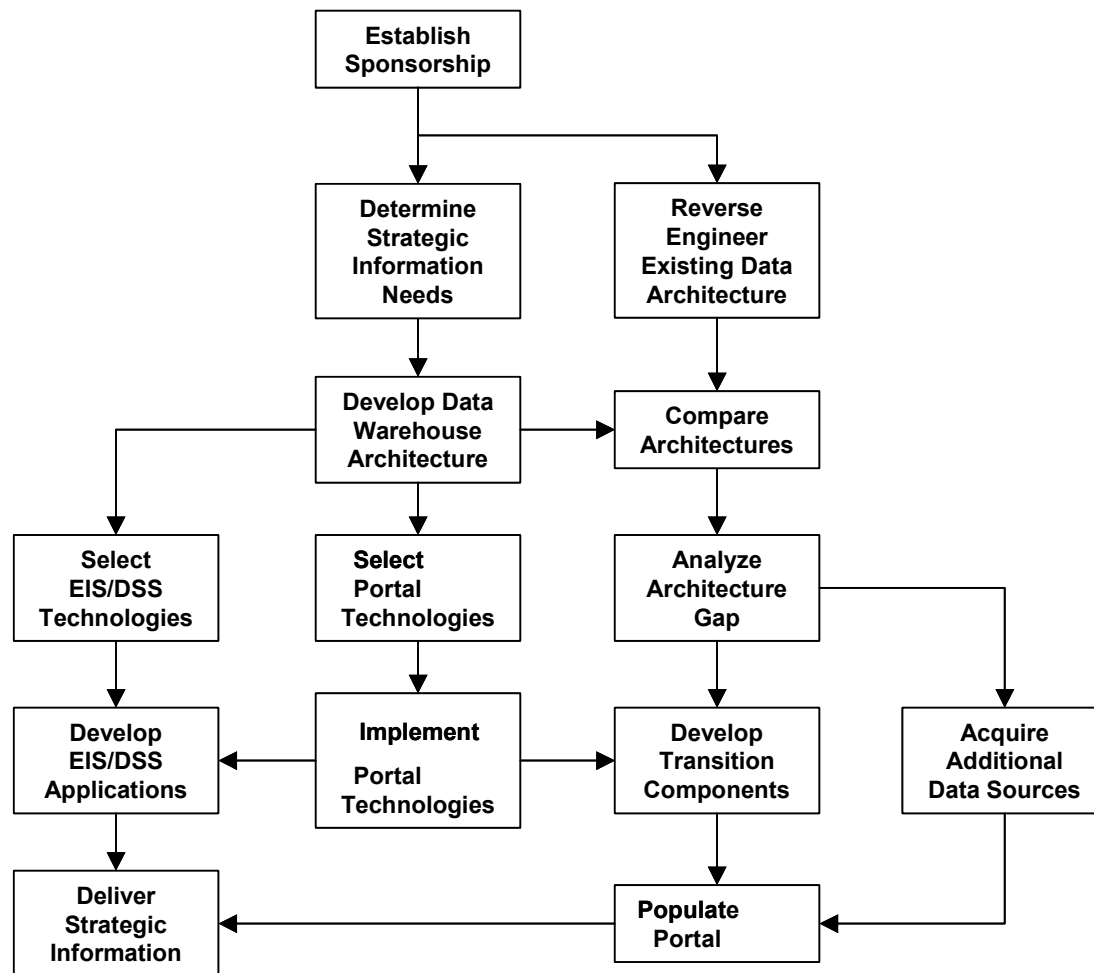 Establish
Sponsorship
Determine
Strategic
Information
Needs
Reverse
Engineer
Existing Data
Architecture
Develop Data
Warehouse
Architecture
Compare
Architectures
Select
EIS/DSS
Technologies
Select
Portal
Technologies
Analyze
Architecture
Gap
Develop
EIS/DSS
Applications
Implement
Portal
Technologies
Develop
Transition
Components
Acquire
Additional
Data Sources
Deliver
Strategic
Information
Populate
Portal